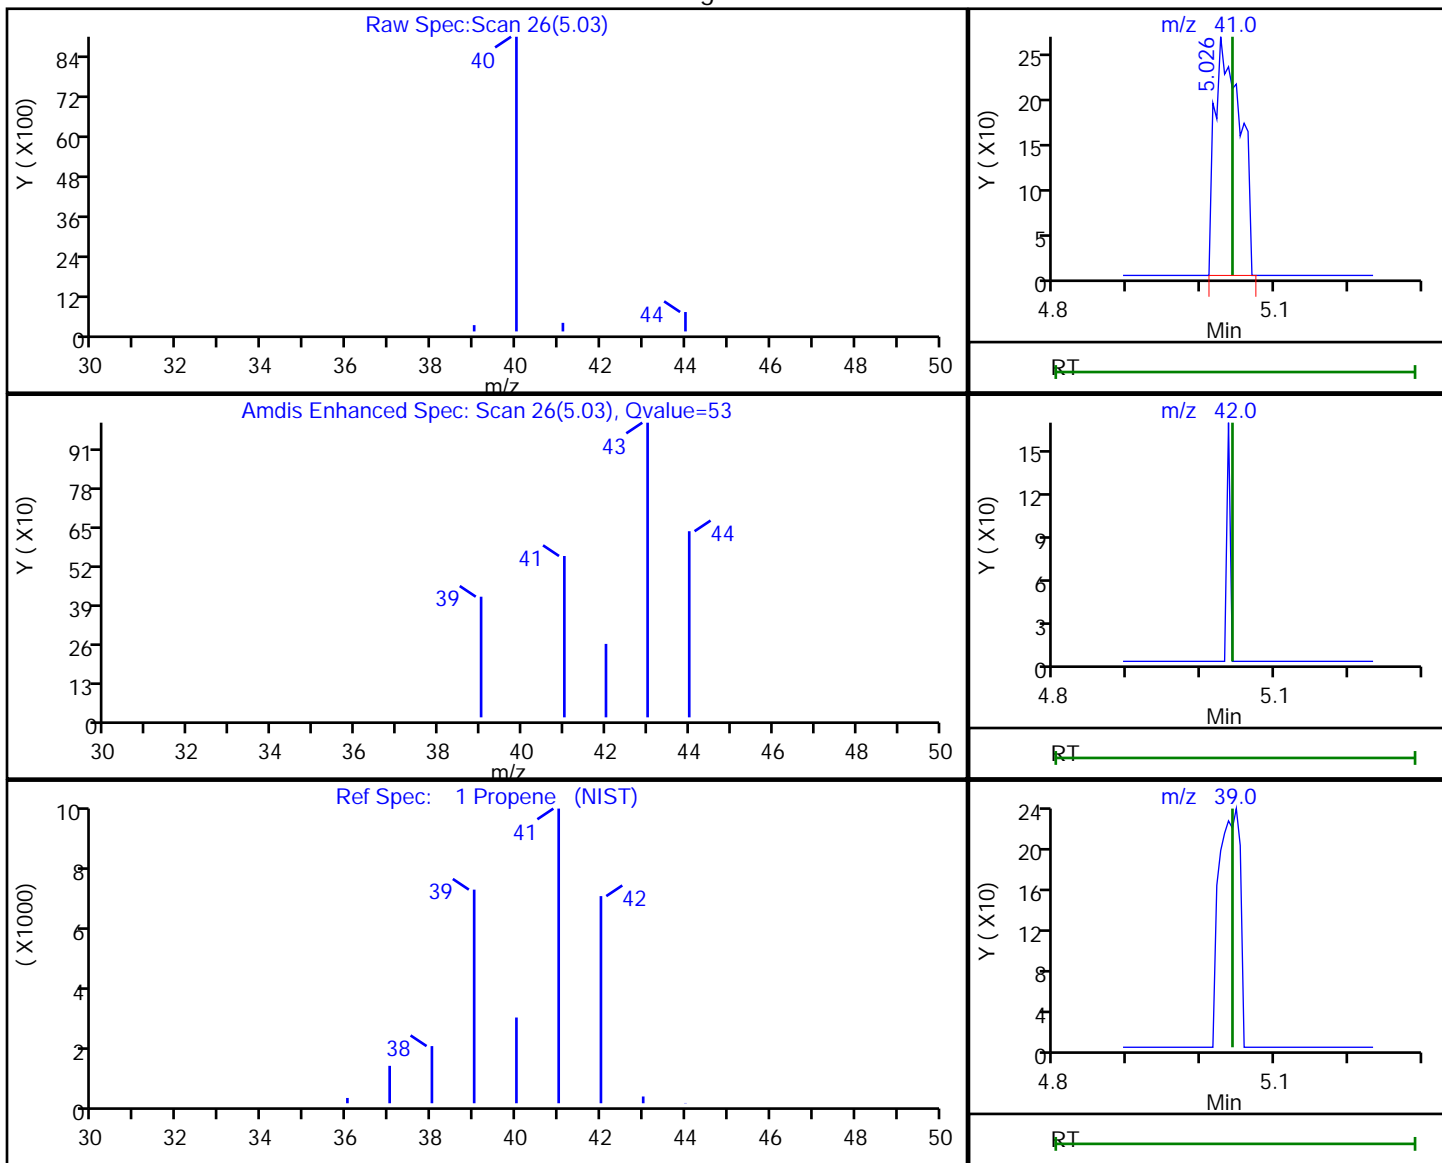 Raw Spec:Scan 26(5.03)
Y ( X100)
84
72
60
48
36
24
12
0
40
44
30 32 34 36 38 40 42 44 46 48 50
m/z
m/z 41.0
Y ( X10)
25
20
15
10
5
0
5.026
4.8 5.1
Min
RT
Amdis Enhanced Spec: Scan 26(5.03), Qvalue=53
Y ( X10)
91
78
65
52
39
26
13
0
43
44
41
39
30 32 34 36 38 40 42 44 46 48 50
m/z
m/z 42.0
Y ( X10)
15
12
9
6
3
0
4.8 5.1
Min
RT
Ref Spec: 1 Propene (NIST)
( X1000)
10
8
6
4
2
0
41
39
42
38
30 32 34 36 38 40 42 44 46 48 50
m/z 39.0
Y ( X10)
24
20
16
12
8
4
0
4.8 5.1
Min
RT